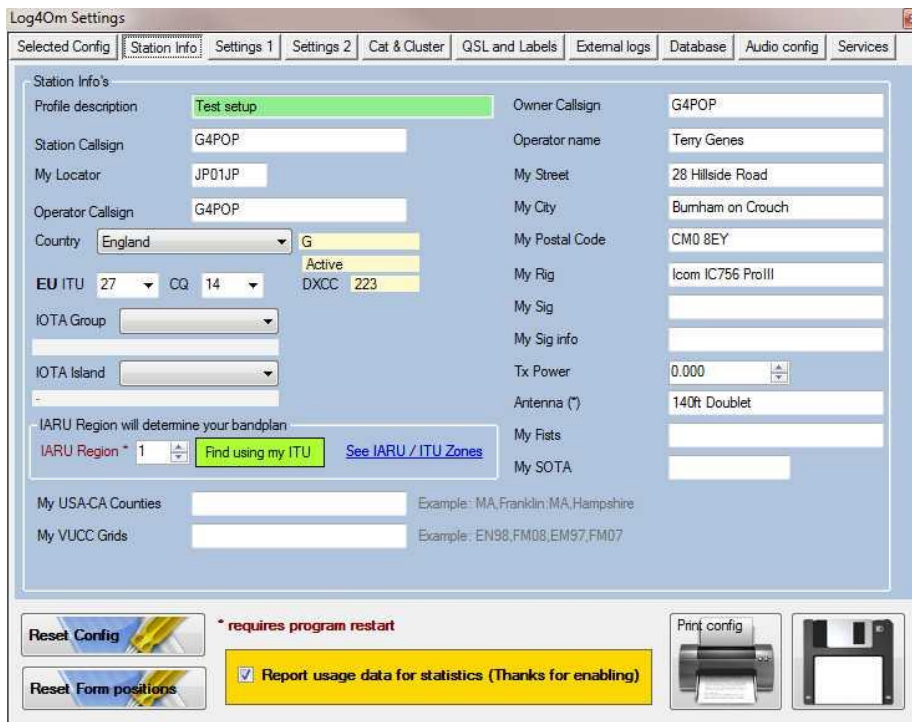 Log4Om Settings
Selected Config Station Info Settings 1 Settings 2 Cat & Cluster QSL and Labels External logs Database Audio config Services
Station Info's
Profile description Test setup
Station Callsign G4POP
My Locator JP01JP
Operator Callsign G4POP
Country England G
Active
EU ITU 27 CQ 14 DXCC 223
IOTA Group
IOTA Island
-
IARU Region will determine your bandplan
IARU Region * 1 Find using my ITU See IARU / ITU Zones
Owner Callsign G4POP
Operator name Terry Genes
My Street 28 Hillside Road
My City Burnham on Crouch
My Postal Code CM0 8EY
My Rig Icom IC756 ProIII
My Sig
My Sig info
Tx Power 0.000
Antenna (*) 140ft Doublet
My Fists
My SOTA
My USA-CA Counties Example: MA,Franklin:MA,Hampshire
My VUCC Grids Example: EN98,FM08,EM97,FM07
Reset Config
Reset Form positions
* requires program restart
Report usage data for statistics (Thanks for enabling)
Print config